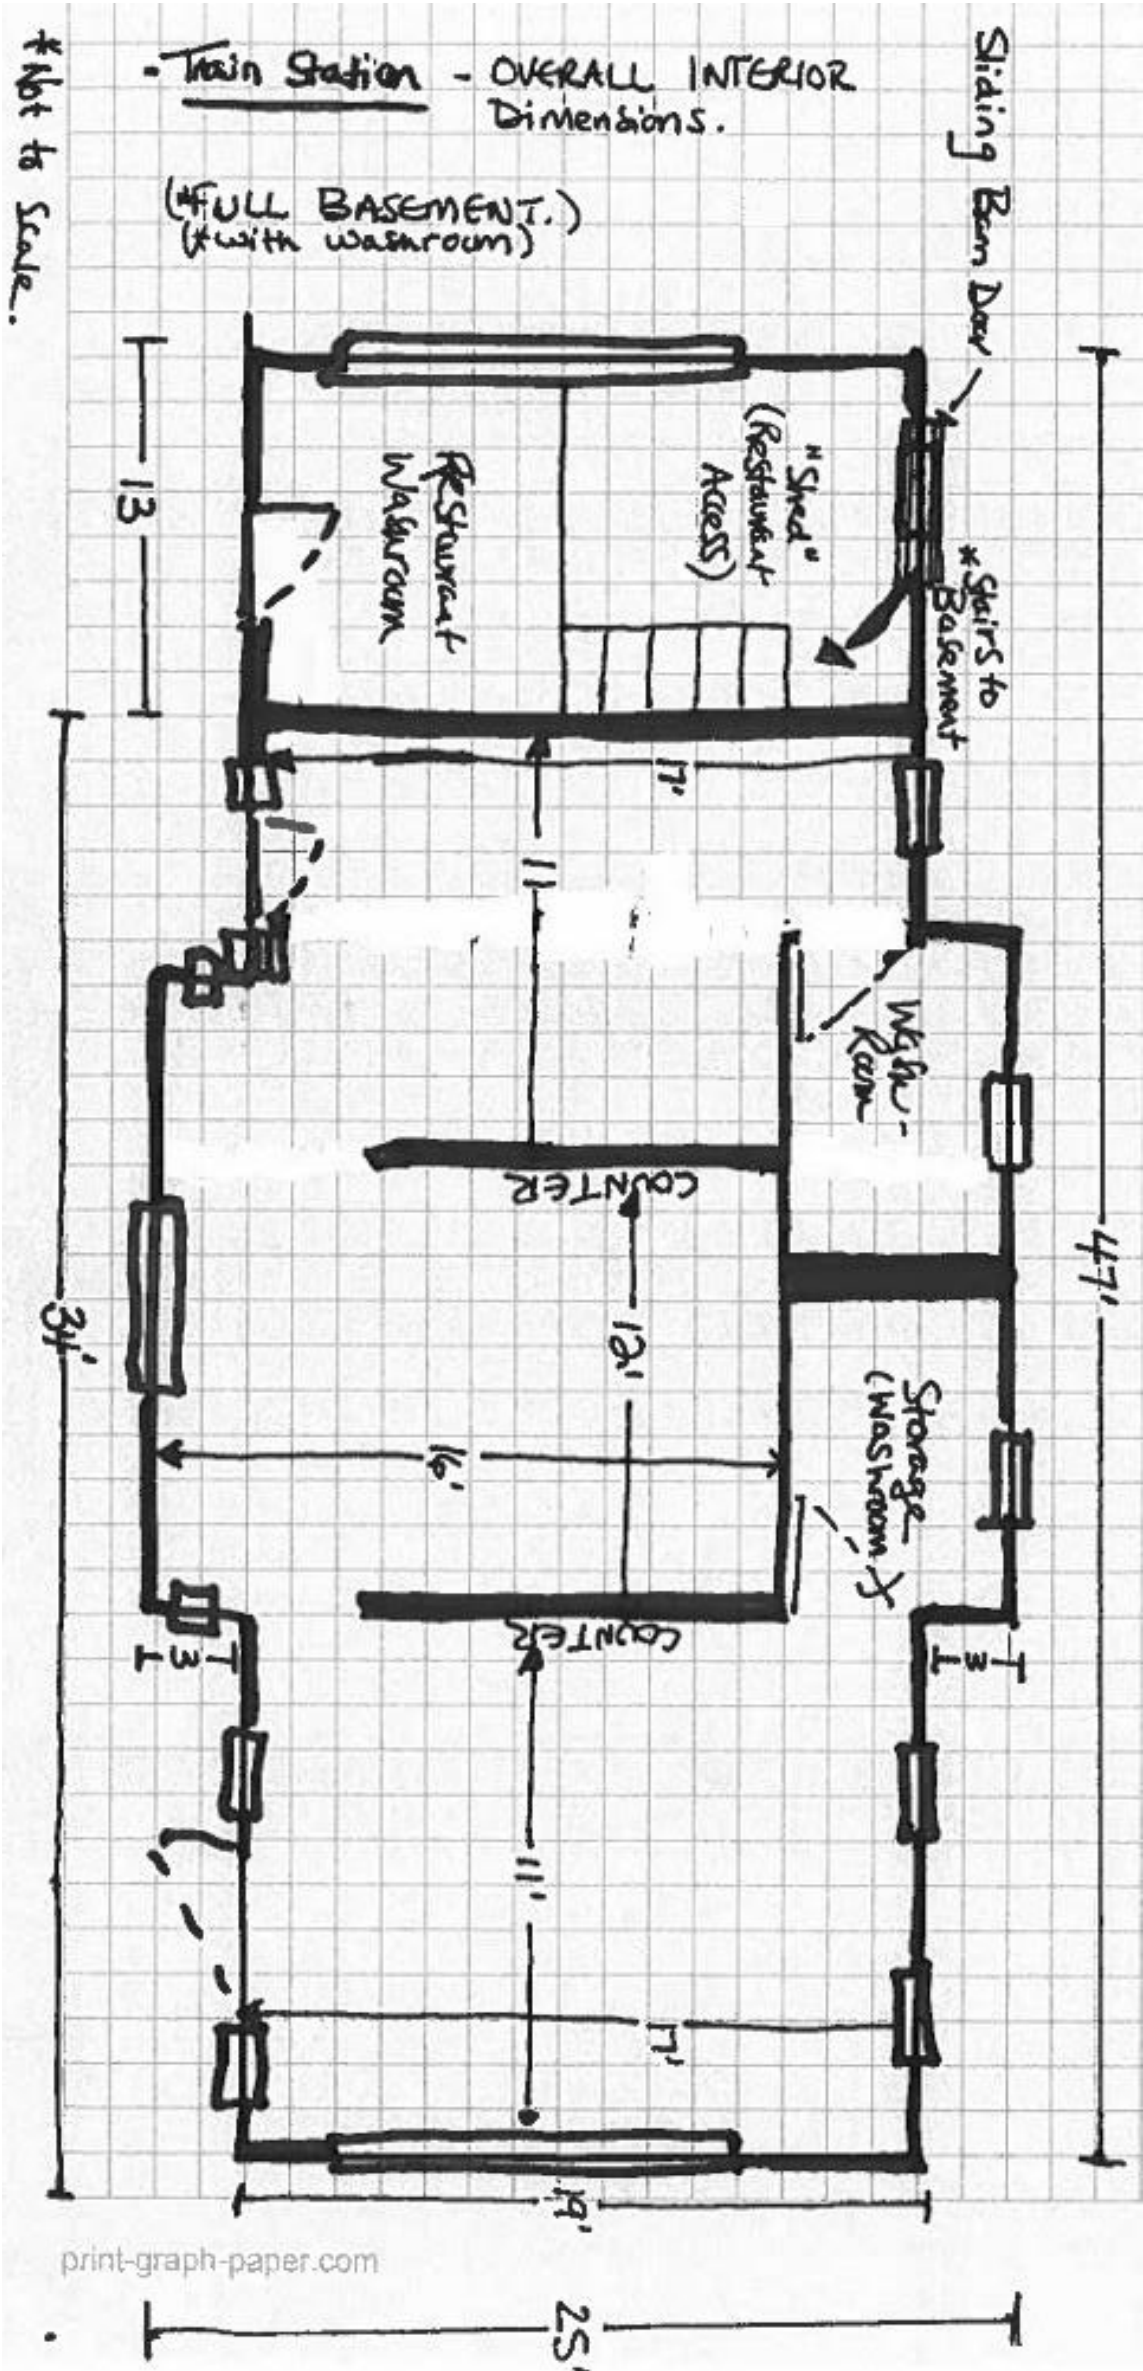 - Train Station - OVERALL INTERIOR
Dimensions.
(*FULL BASEMENT.)
(*with washroom)
*Not to Scale.
Sliding Barn Door
"Shed"
(Restaurant
Access)
Restaurant
Washroom
*Stairs to
Basement
13
17'
11
Wash-
Room
COUNTER
47'
12'
34'
Storage
(Washroom)
16'
COUNTER
3
3
11'
17'
19'
print-graph-paper.com
25'